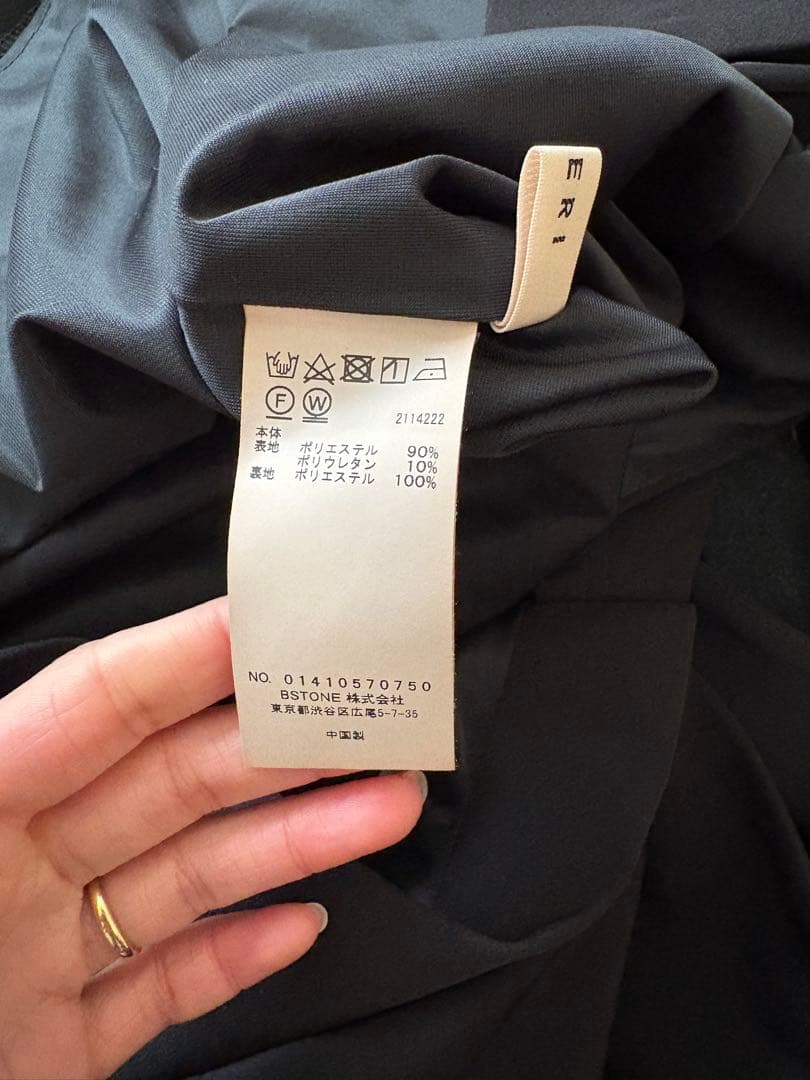 ERi
F W
2114222
本体
表地 ポリエステル 90%
ポリウレタン 10%
裏地 ポリエステル 100%
NO. 01410570750
BSTONE 株式会社
東京都渋谷区広尾5-7-35
中国製